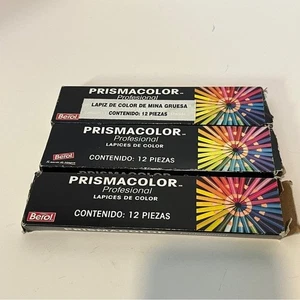 PRISMACOLOR
Profesional
LAPIZ DE COLOR DE MINA GRUESA
CONTENIDO: 12 PIEZAS
Berol
PRISMACOLOR
Profesional
LAPICES DE COLOR
CONTENIDO: 12 PIEZAS
Berol
PRISMACOLOR
Profesional
LAPICES DE COLOR
CONTENIDO: 12 PIEZAS
Berol